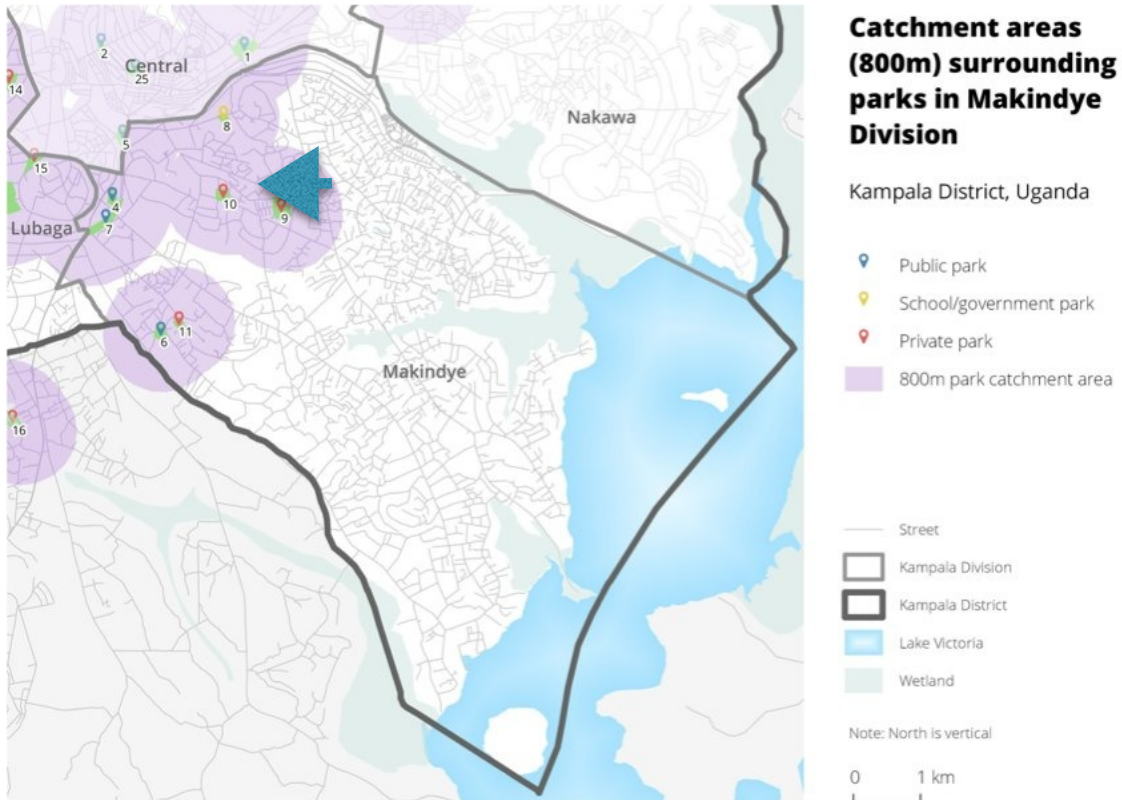 Catchment areas
(800m) surrounding
parks in Makindye
Division
Kampala District, Uganda
Public park
School/government park
Private park
800m park catchment area
Street
Kampala Division
Kampala District
Lake Victoria
Wetland
Note: North is vertical
0 1 km
2
1
Central
25
14
8
Nakawa
5
15
10
4
9
7
Lubaga
11
6
Makindye
16